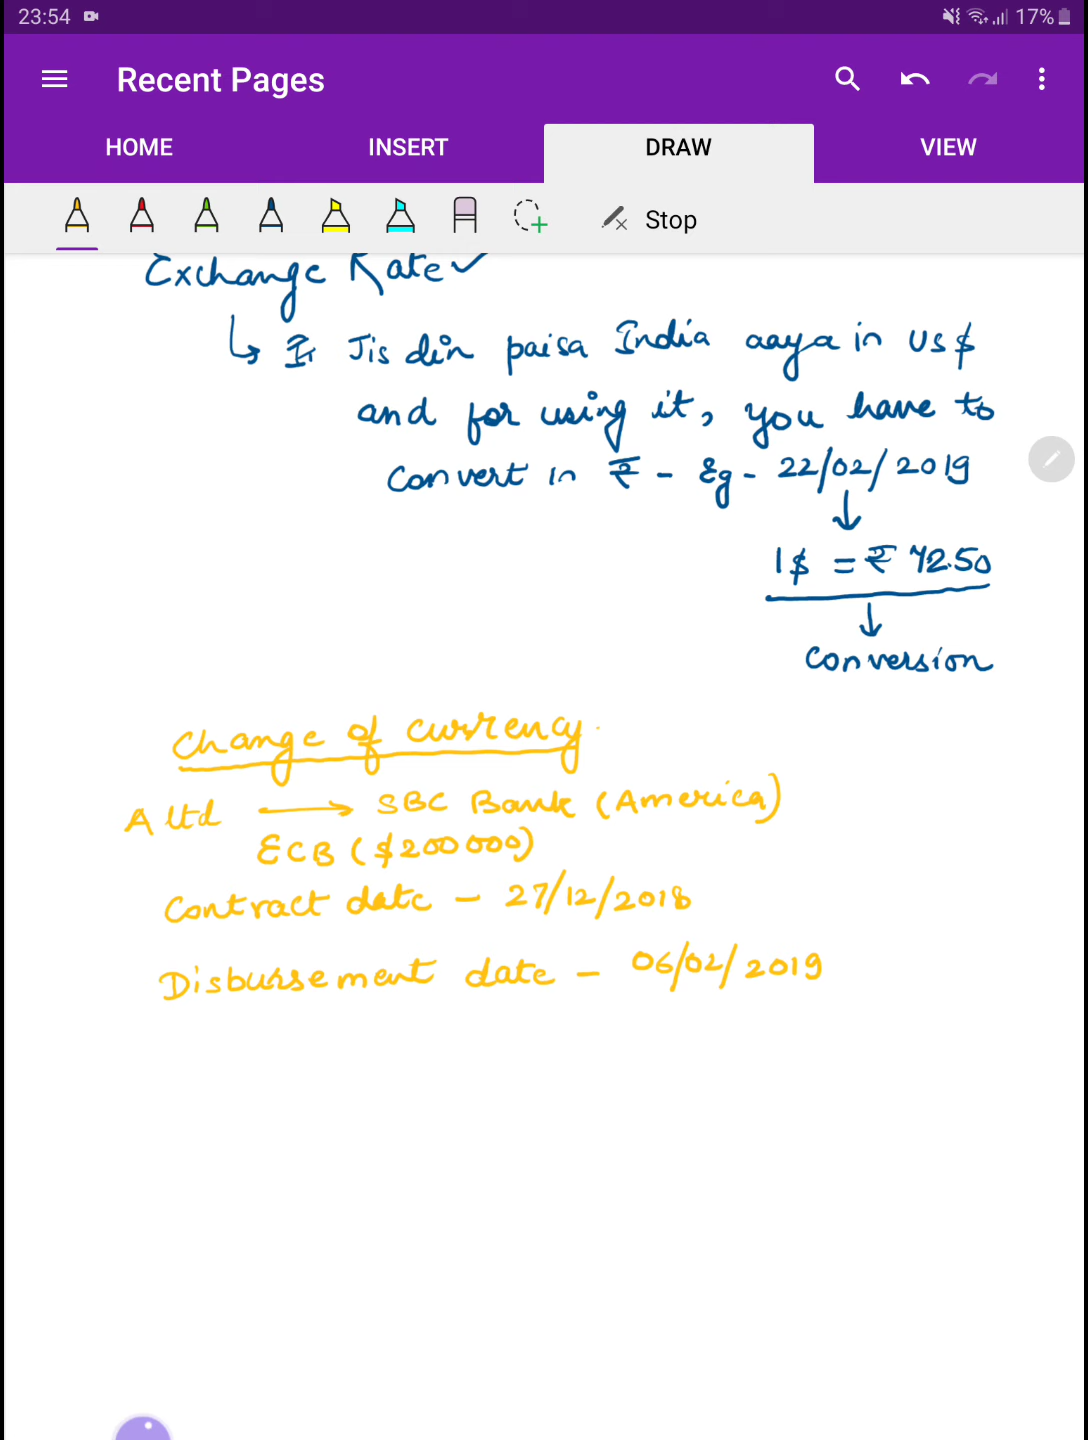 23:54 17%
Recent Pages
HOME INSERT DRAW VIEW
Stop
Exchange Rate ✓
↳ Jis din paisa India aaya in US $
and for using it, you have to
Convert in ₹ - Eg - 22/02/2019
↓
1$ = ₹ 72.50
↓
Conversion
Change of currency.
A ltd ⟶ SBC Bank (America)
ECB ($200000)
Contract date - 27/12/2018
Disbursement date - 06/02/2019